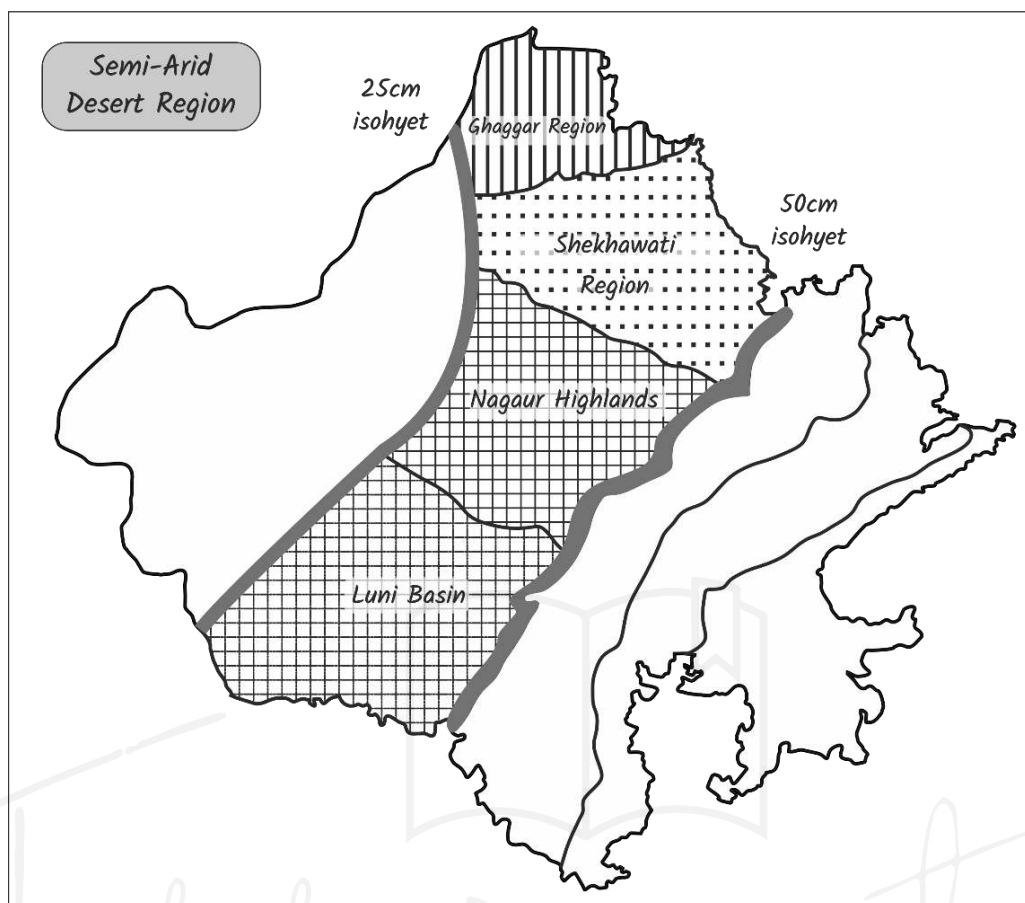 Semi-Arid
Desert Region
25cm
isohyet
Ghaggar Region
50cm
isohyet
Shekhawati
Region
Nagaur Highlands
Luni Basin